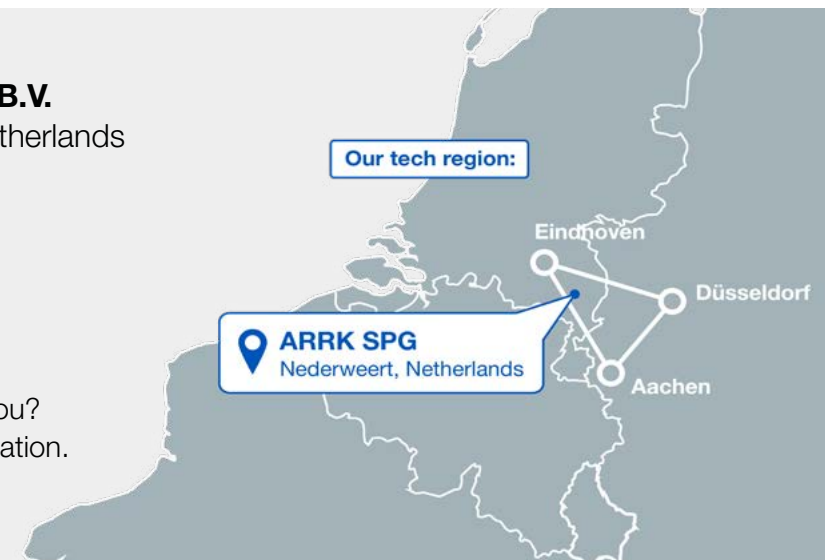 B.V.
therlands
Our tech region:
Eindhoven
Düsseldorf
ARRK SPG
Nederweert, Netherlands
Aachen
ou?
ation.